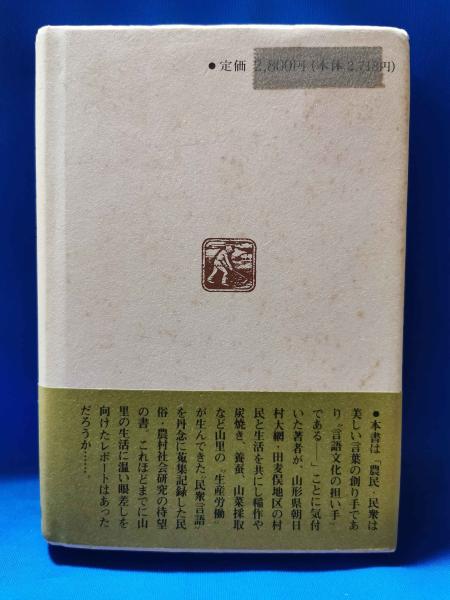 ●定価 2,800円(本体2,718円)
●本書は「農民・民衆は
美しい言葉の創り手であ
り〝言語文化の担い手〟
である――」ことに気付
いた著者が、山形県朝日
村大網・田麦俣地区の村
民と生活を共にし稲作や
炭焼き、養蚕、山菜採取
など山里の〝生産労働〟
が生んできた〝民衆言語〟
を丹念に蒐集記録した民
俗・農村社会研究の待望
の書。これほどまでに山
里の生活に温い眼差しを
向けたレポートはあった
だろうか……。